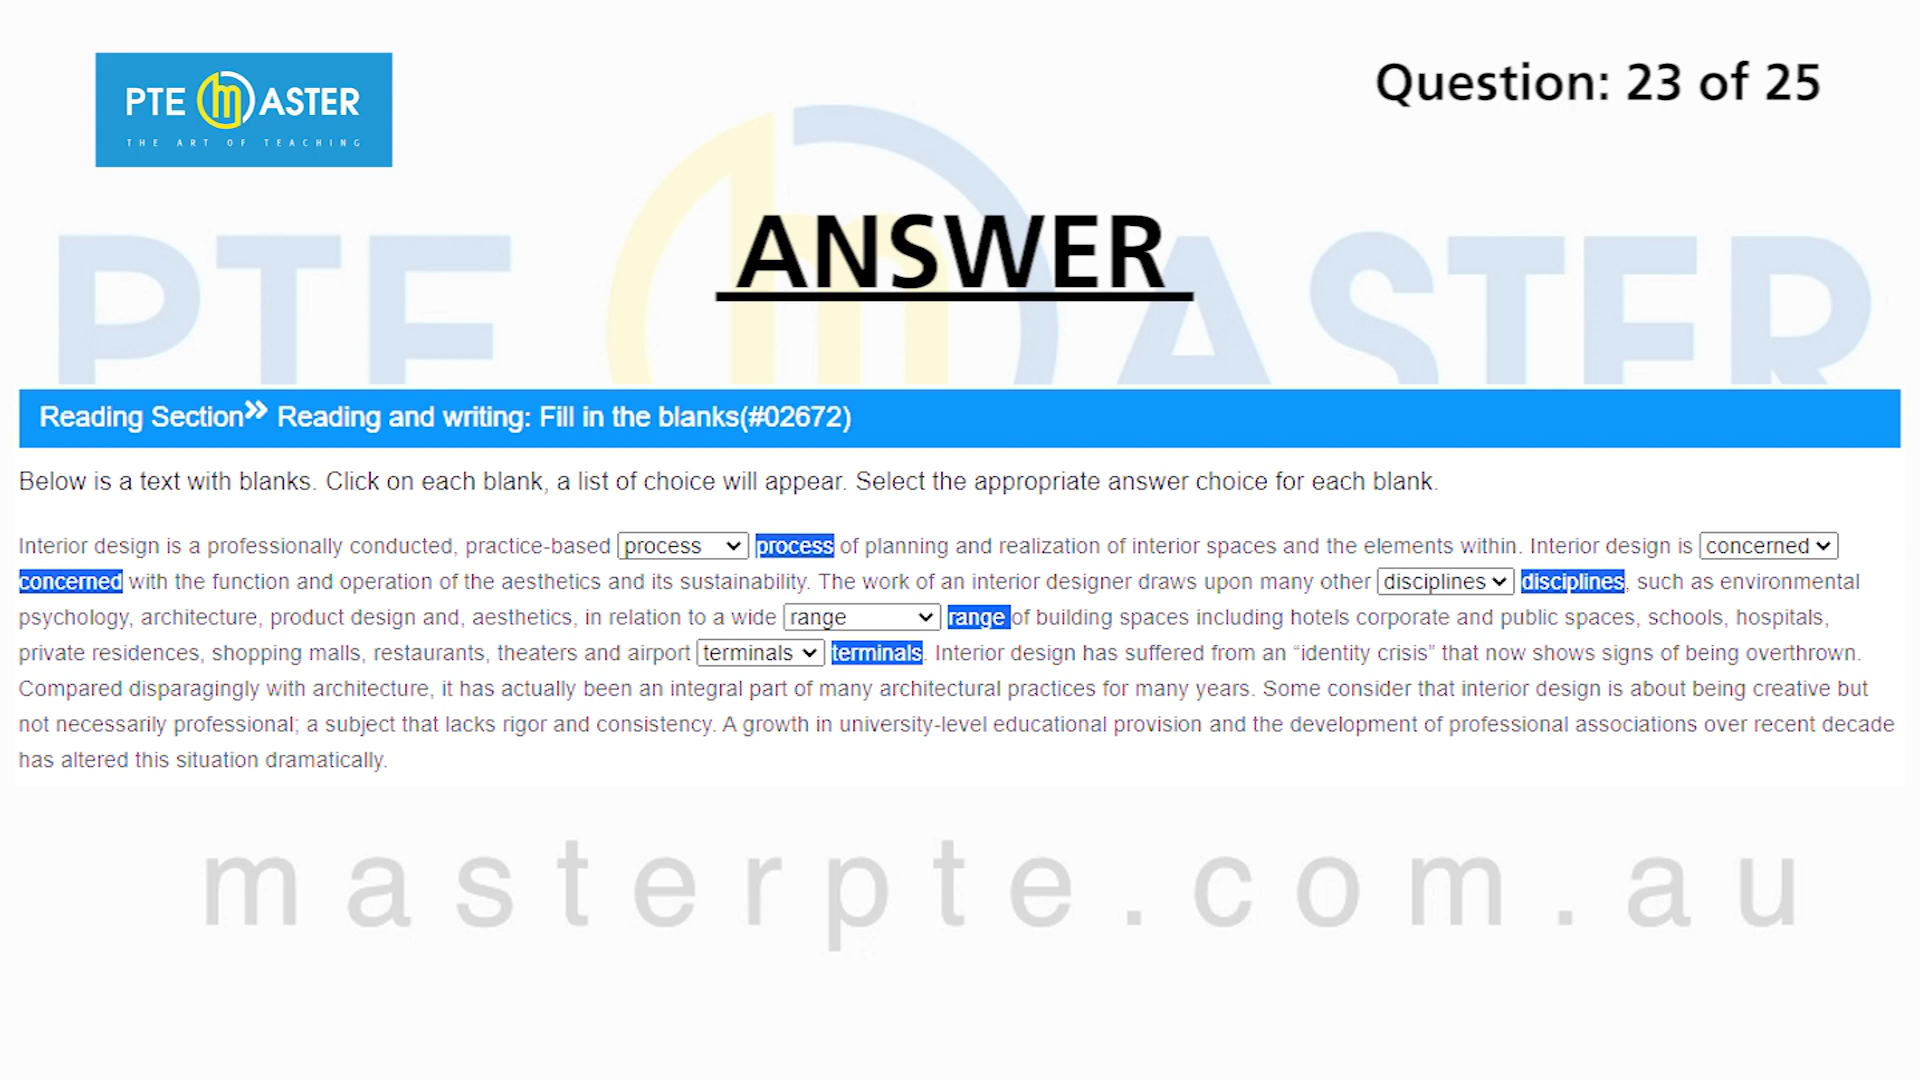 PTE MASTER
THE ART OF TEACHING
Question: 23 of 25
PTE MASTER
ANSWER
Reading Section» Reading and writing: Fill in the blanks(#02672)
Below is a text with blanks. Click on each blank, a list of choice will appear. Select the appropriate answer choice for each blank.
Interior design is a professionally conducted, practice-based process process of planning and realization of interior spaces and the elements within. Interior design is concerned
concerned with the function and operation of the aesthetics and its sustainability. The work of an interior designer draws upon many other disciplines disciplines, such as environmental
psychology, architecture, product design and, aesthetics, in relation to a wide range range of building spaces including hotels corporate and public spaces, schools, hospitals,
private residences, shopping malls, restaurants, theaters and airport terminals terminals. Interior design has suffered from an “identity crisis” that now shows signs of being overthrown.
Compared disparagingly with architecture, it has actually been an integral part of many architectural practices for many years. Some consider that interior design is about being creative but
not necessarily professional; a subject that lacks rigor and consistency. A growth in university-level educational provision and the development of professional associations over recent decade
has altered this situation dramatically.
masterpte.com.au